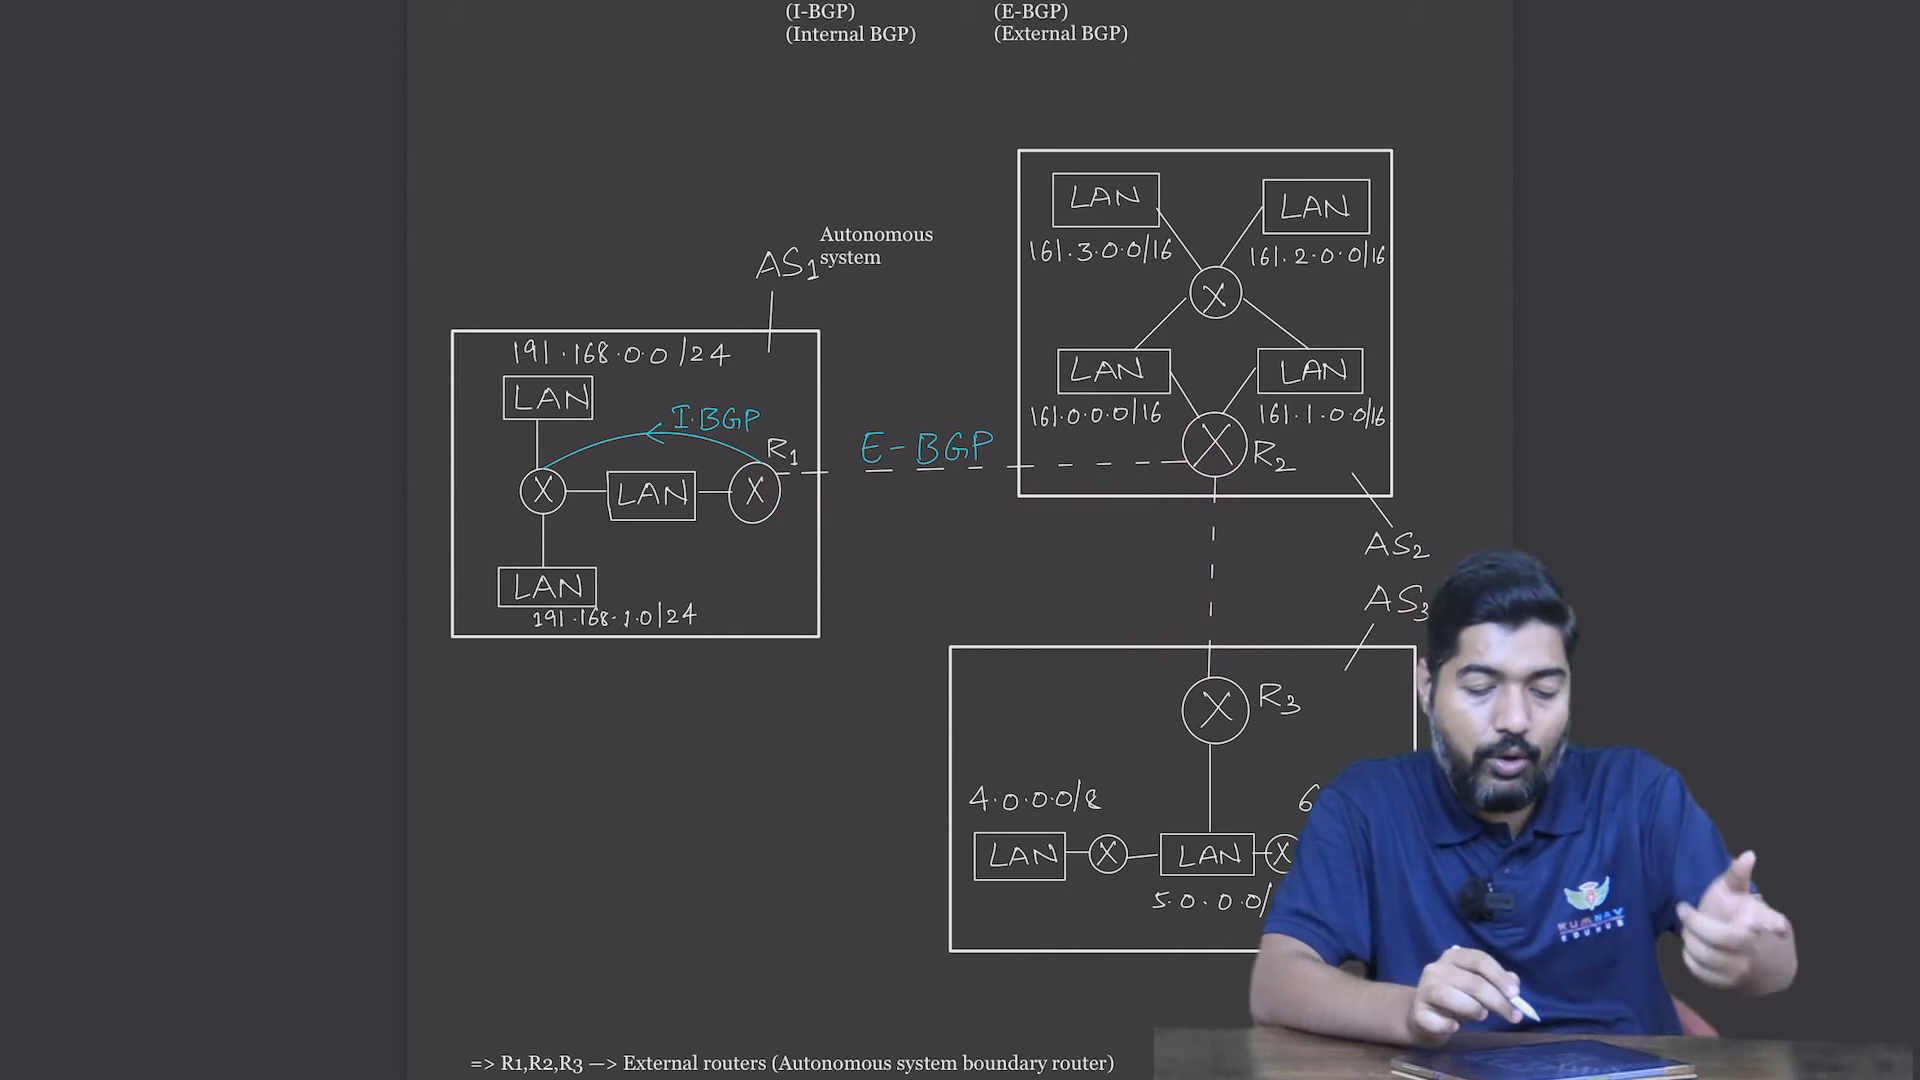 (I-BGP)
(E-BGP)
(Internal BGP)
(External BGP)
LAN
LAN
161.3.0.0/16
161.2.0.0/16
Autonomous
system
AS1
X
191.168.0.0/24
LAN
LAN
LAN
161.0.0.0/16
161.1.0.0/16
I-BGP
E-BGP
R1
X
R2
X
LAN
X
AS2
LAN
191.168.1.0/24
AS3
X
R3
4.0.0.0/8
6
LAN
X
LAN
X
5.0.0.0/
KUMNAV
EDUHUB
=> R1,R2,R3 —> External routers (Autonomous system boundary router)